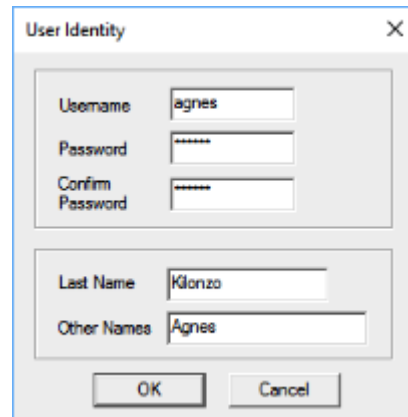 User Identity
Username agnes
Password ******
Confirm Password ******
Last Name Kilonzo
Other Names Agnes
OK Cancel